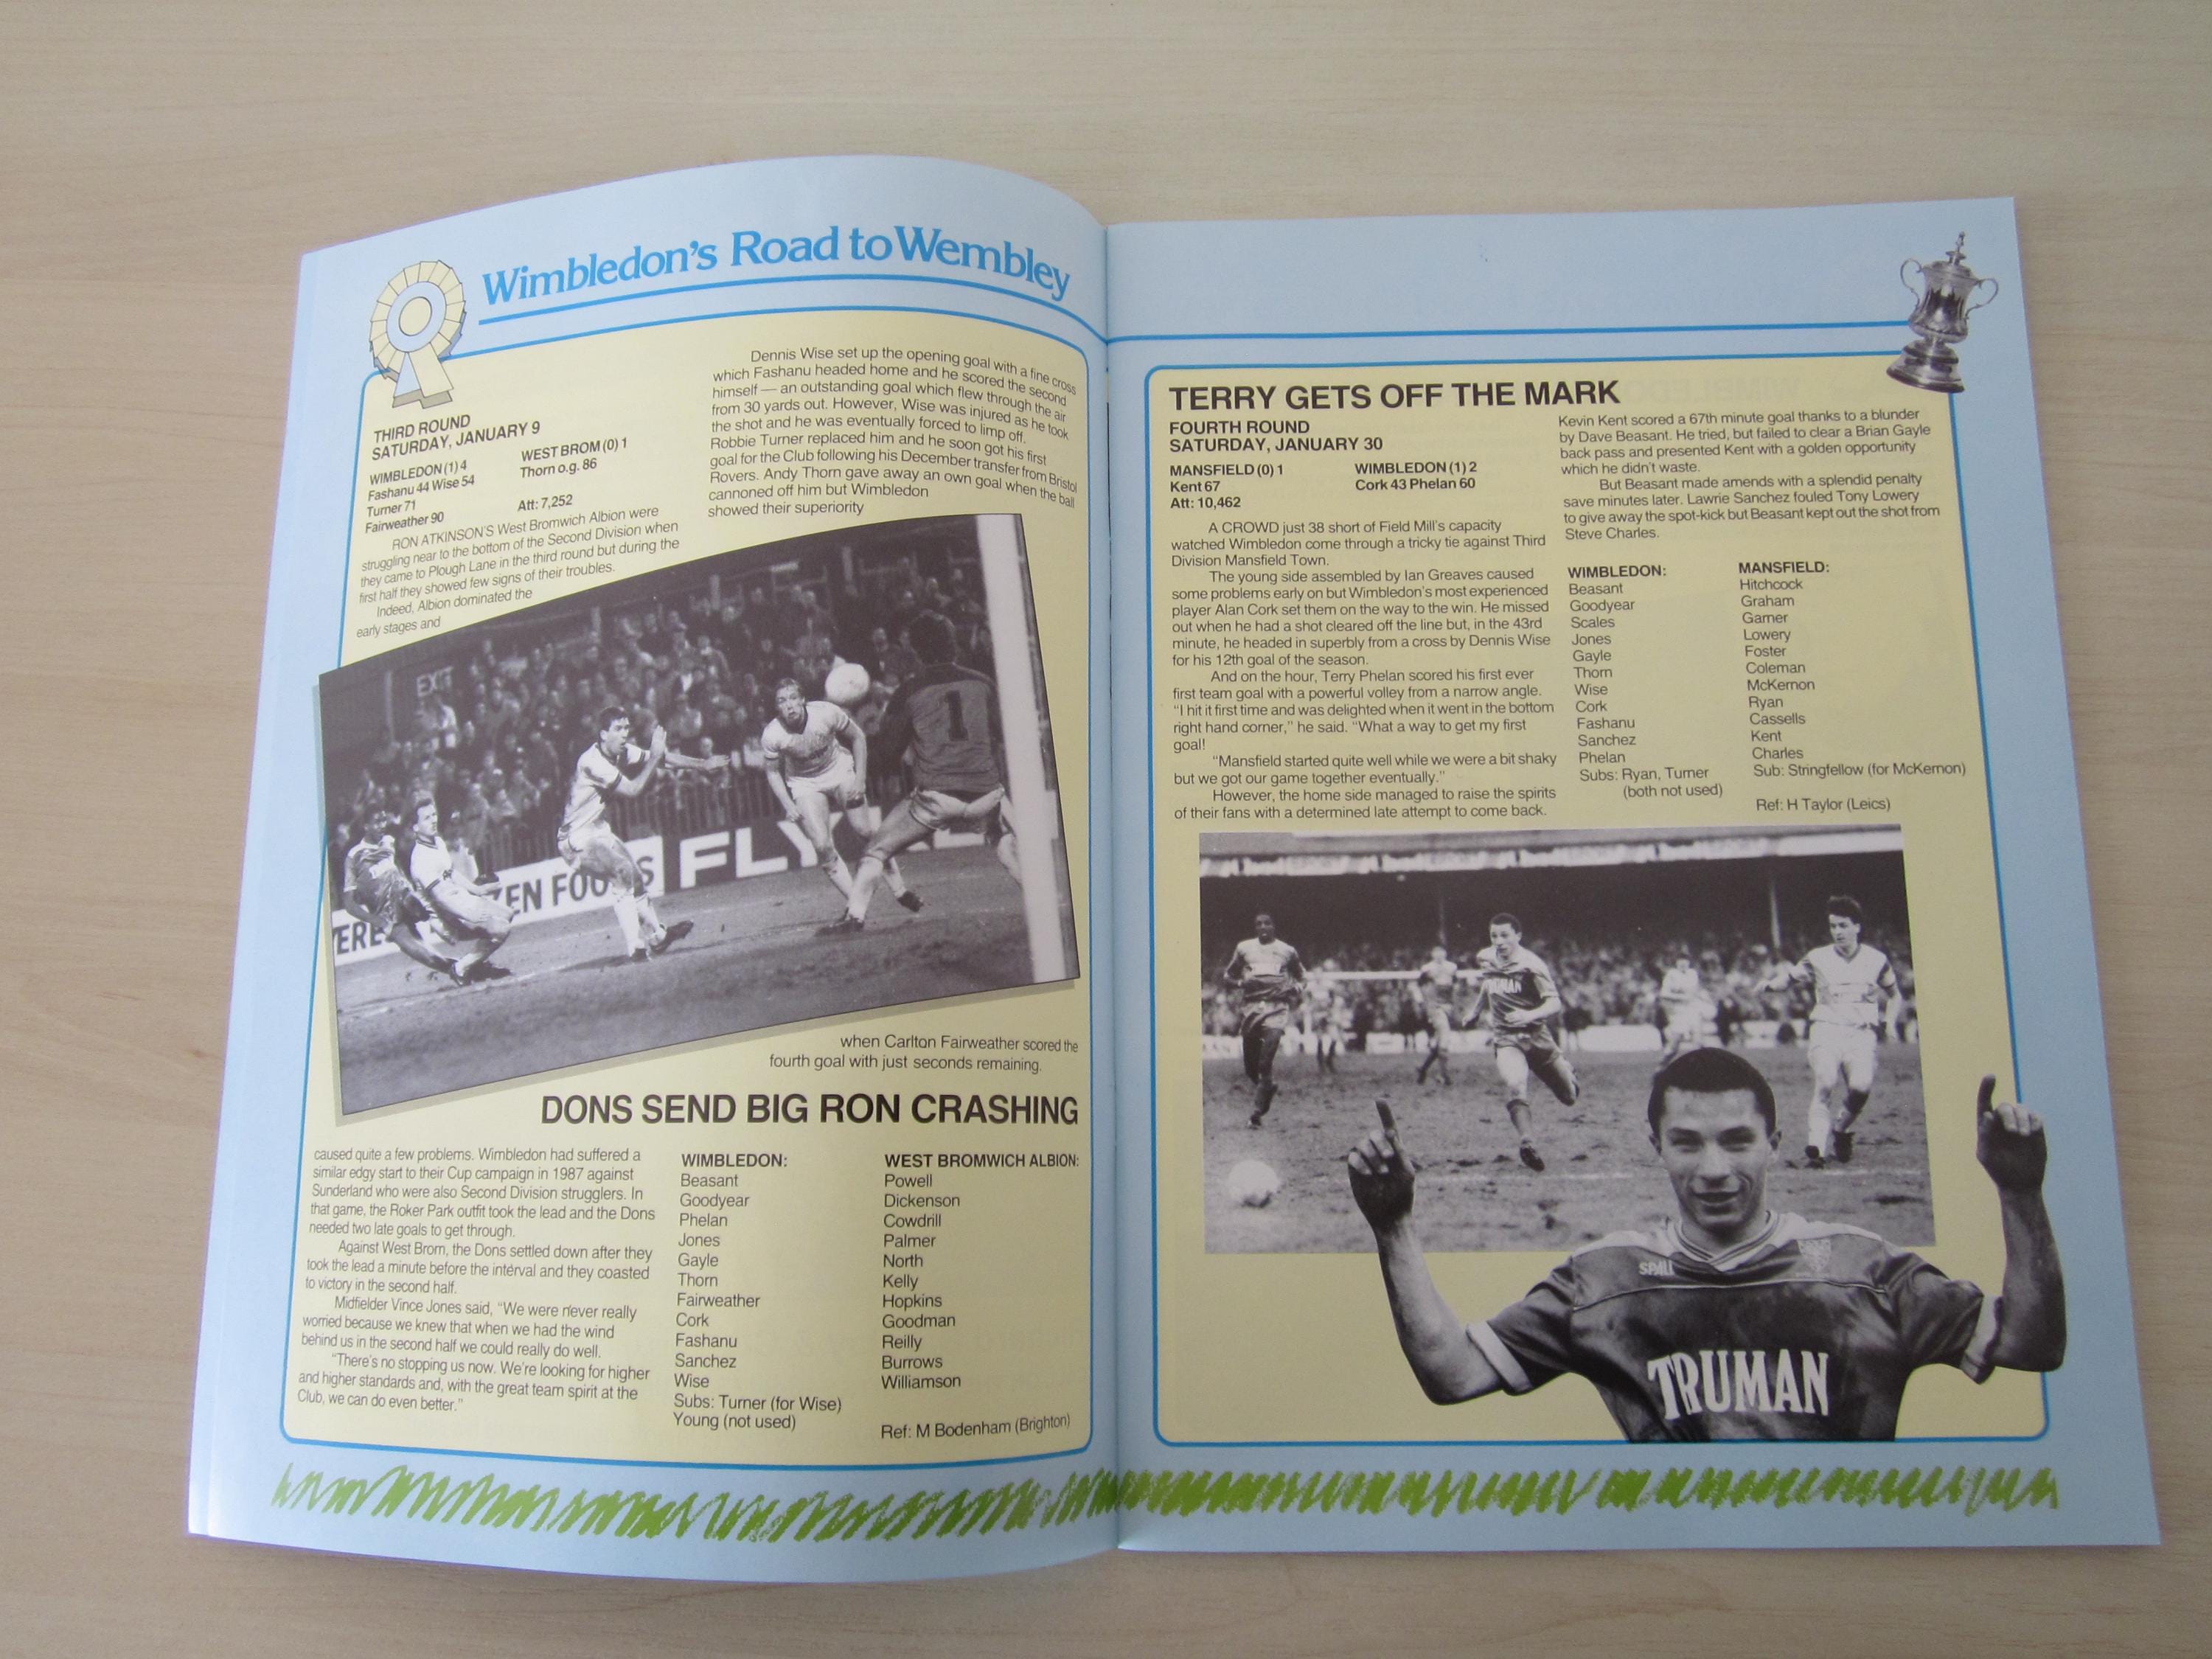 Wimbledon's Road to Wembley
THIRD ROUND
SATURDAY, JANUARY 9
WIMBLEDON (1) 4
Fashanu 44 Wise 54
Turner 71
Fairweather 90
WEST BROM (0) 1
Thorn o.g. 86
Att: 7,252
RON ATKINSON'S West Bromwich Albion were
struggling near to the bottom of the Second Division when
they came to Plough Lane in the third round but during the
first half they showed few signs of their troubles.
Indeed, Albion dominated the
early stages and
Dennis Wise set up the opening goal with a fine cross
which Fashanu headed home and he scored the second
himself — an outstanding goal which flew through the air
from 30 yards out. However, Wise was injured as he took
the shot and he was eventually forced to limp off.
Robbie Turner replaced him and he soon got his first
goal for the Club following his December transfer from Bristol
Rovers. Andy Thorn gave away an own goal when the ball
cannoned off him but Wimbledon
showed their superiority
EXIT
1
ZEN FOO S
FLY
ERE
when Carlton Fairweather scored the
fourth goal with just seconds remaining.
DONS SEND BIG RON CRASHING
caused quite a few problems. Wimbledon had suffered a
similar edgy start to their Cup campaign in 1987 against
Sunderland who were also Second Division strugglers. In
that game, the Roker Park outfit took the lead and the Dons
needed two late goals to get through.
Against West Brom, the Dons settled down after they
took the lead a minute before the interval and they coasted
to victory in the second half.
Midfielder Vince Jones said, "We were never really
worried because we knew that when we had the wind
behind us in the second half we could really do well.
"There's no stopping us now. We're looking for higher
and higher standards and, with the great team spirit at the
Club, we can do even better."
WIMBLEDON:
Beasant
Goodyear
Phelan
Jones
Gayle
Thorn
Fairweather
Cork
Fashanu
Sanchez
Wise
Subs: Turner (for Wise)
Young (not used)
WEST BROMWICH ALBION:
Powell
Dickenson
Cowdrill
Palmer
North
Kelly
Hopkins
Goodman
Reilly
Burrows
Williamson
Ref: M Bodenham (Brighton)
TERRY GETS OFF THE MARK
FOURTH ROUND
SATURDAY, JANUARY 30
MANSFIELD (0) 1
Kent 67
Att: 10,462
WIMBLEDON (1) 2
Cork 43 Phelan 60
A CROWD just 38 short of Field Mill's capacity
watched Wimbledon come through a tricky tie against Third
Division Mansfield Town.
The young side assembled by Ian Greaves caused
some problems early on but Wimbledon's most experienced
player Alan Cork set them on the way to the win. He missed
out when he had a shot cleared off the line but, in the 43rd
minute, he headed in superbly from a cross by Dennis Wise
for his 12th goal of the season.
And on the hour, Terry Phelan scored his first ever
first team goal with a powerful volley from a narrow angle.
"I hit it first time and was delighted when it went in the bottom
right hand corner," he said. "What a way to get my first
goal!
"Mansfield started quite well while we were a bit shaky
but we got our game together eventually."
However, the home side managed to raise the spirits
of their fans with a determined late attempt to come back.
Kevin Kent scored a 67th minute goal thanks to a blunder
by Dave Beasant. He tried, but failed to clear a Brian Gayle
back pass and presented Kent with a golden opportunity
which he didn't waste.
But Beasant made amends with a splendid penalty
save minutes later. Lawrie Sanchez fouled Tony Lowery
to give away the spot-kick but Beasant kept out the shot from
Steve Charles.
WIMBLEDON:
Beasant
Goodyear
Scales
Jones
Gayle
Thorn
Wise
Cork
Fashanu
Sanchez
Phelan
Subs: Ryan, Turner
(both not used)
MANSFIELD:
Hitchcock
Graham
Garner
Lowery
Foster
Coleman
McKernon
Ryan
Cassells
Kent
Charles
Sub: Stringfellow (for McKernon)
Ref: H Taylor (Leics)
SPALL
TRUMAN